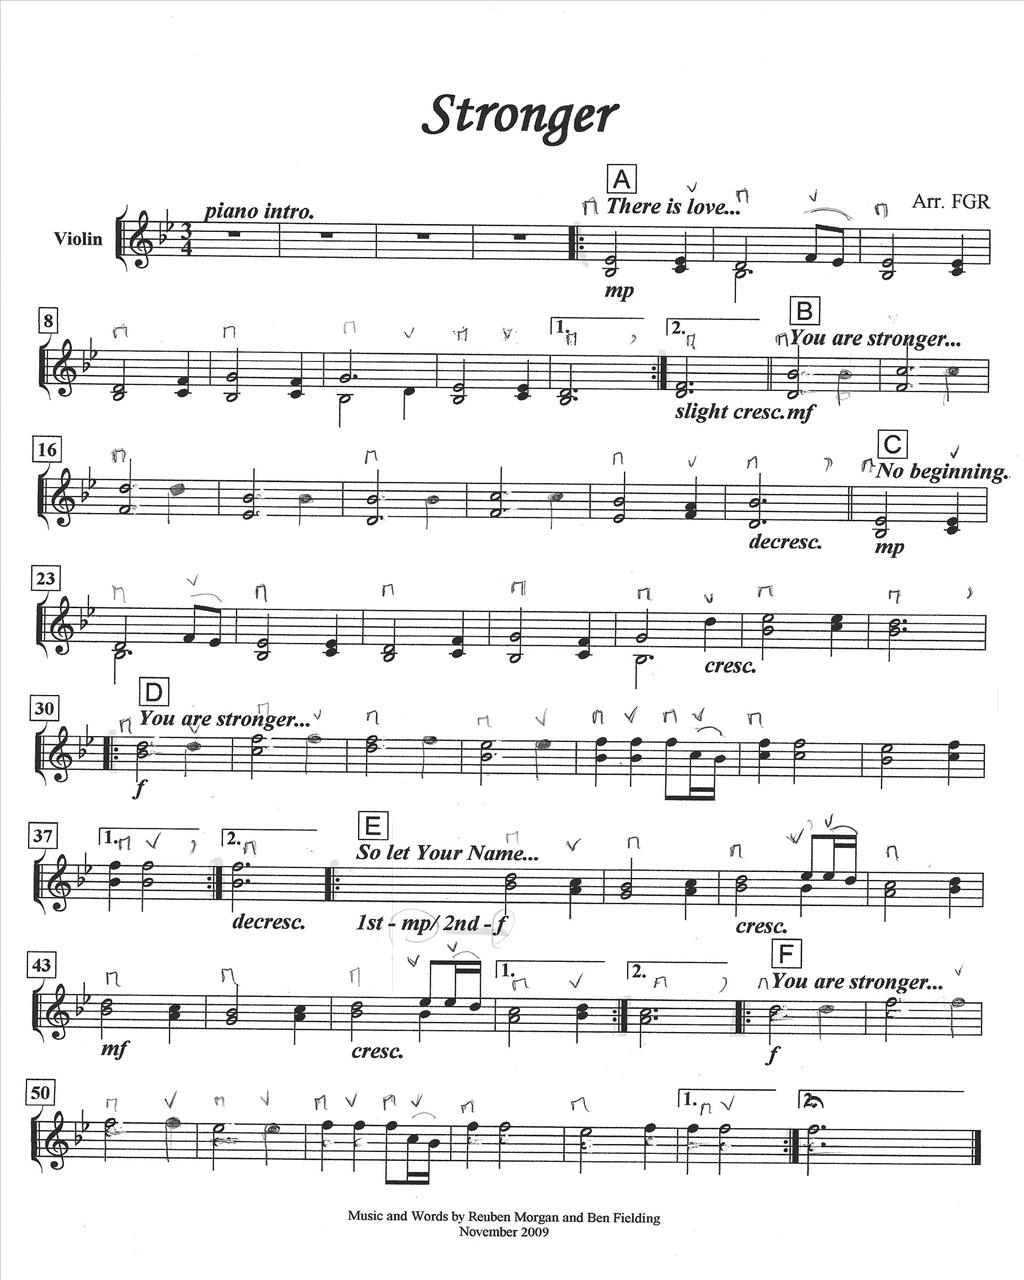 Stronger
A
piano intro. There is love... Arr. FGR
Violin
3
4
mp
8
1. 2. B
You are stronger...
slight cresc. mf
16
C
No beginning..
decresc. mp
23
cresc.
30
D
You are stronger...
f
37
1. 2. E
So let Your Name...
decresc. 1st - mp/ 2nd - f cresc.
43
1. 2. F
You are stronger...
mf cresc. f
50
1. 2.
Music and Words by Reuben Morgan and Ben Fielding
November 2009